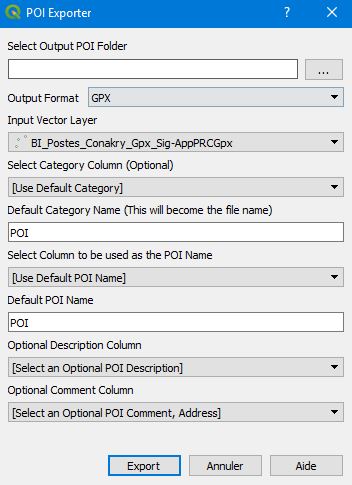 POI Exporter
?
Select Output POI Folder
...
Output Format
GPX
Input Vector Layer
BI_Postes_Conakry_Gpx_Sig-AppPRCGpx
Select Category Column (Optional)
[Use Default Category]
Default Category Name (This will become the file name)
POI
Select Column to be used as the POI Name
[Use Default POI Name]
Default POI Name
POI
Optional Description Column
[Select an Optional POI Description]
Optional Comment Column
[Select an Optional POI Comment, Address]
Export
Annuler
Aide